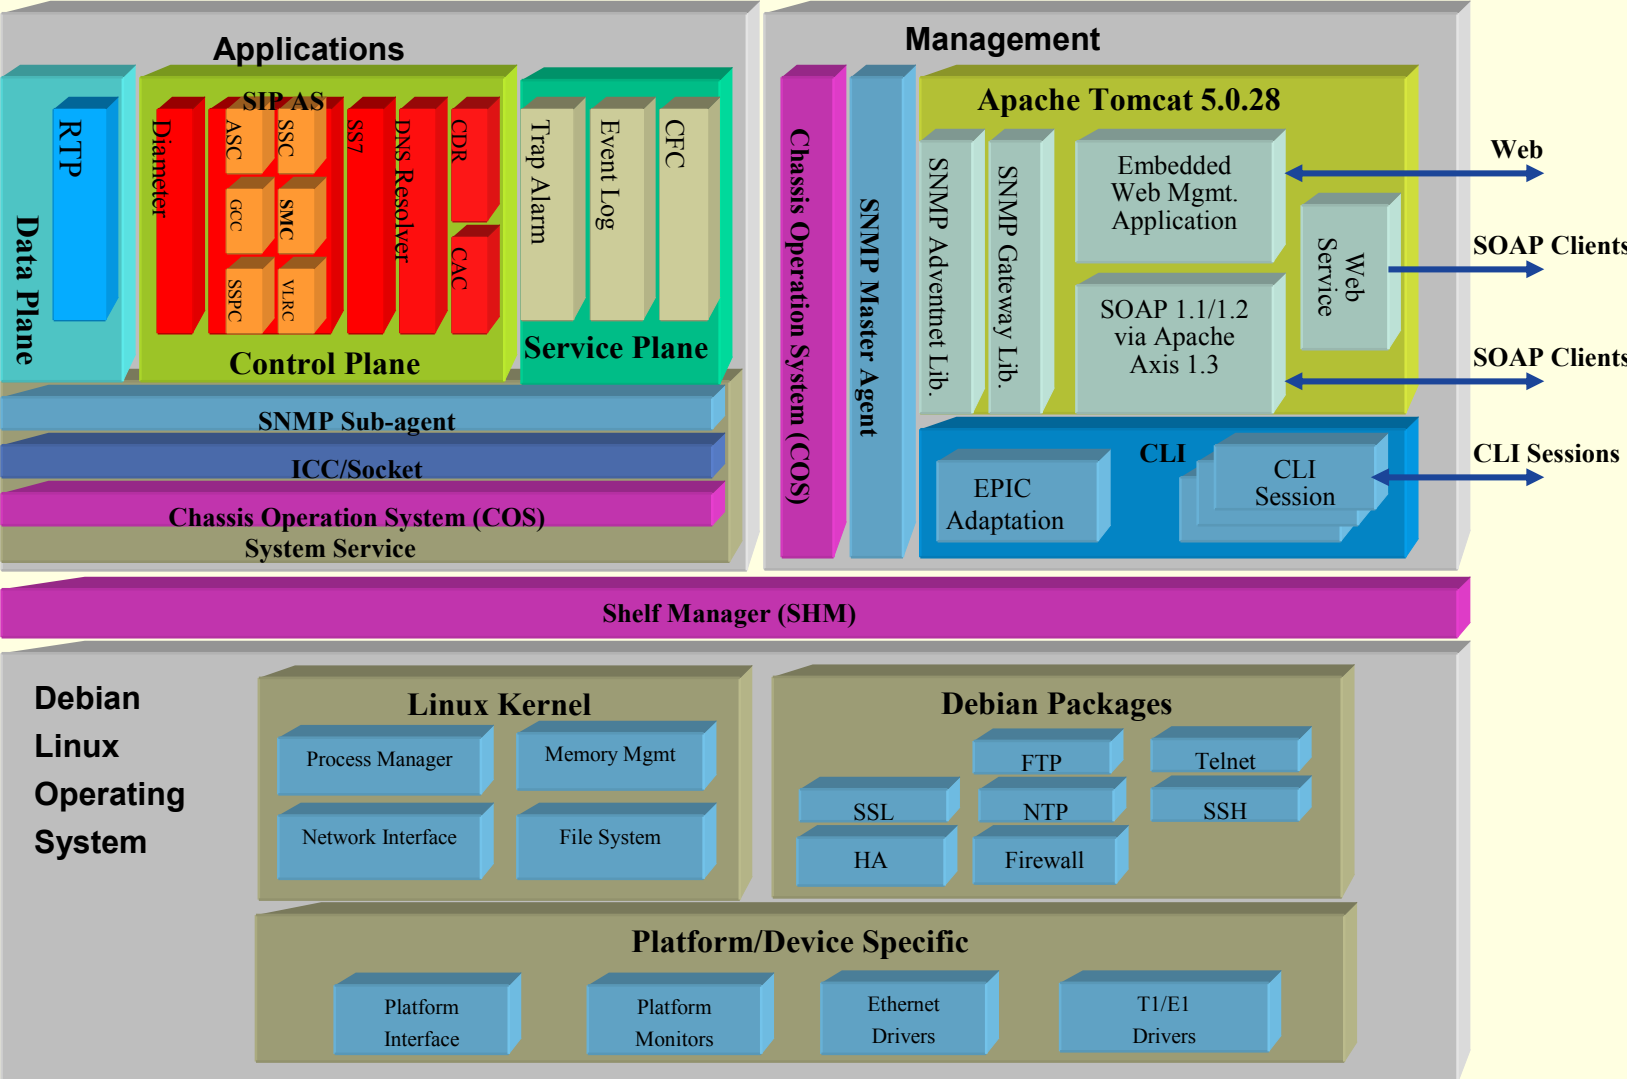 Applications
Data Plane
RTP
SIP AS
Diameter
ASC
SSC
GCC
SMC
SSPC
VLRC
SS7
DNS Resolver
CDR
CAC
Control Plane
Trap Alarm
Event Log
CFC
Service Plane
SNMP Sub-agent
ICC/Socket
Chassis Operation System (COS)
System Service
Management
Chassis Operation System (COS)
SNMP Master Agent
Apache Tomcat 5.0.28
SNMP Adventnet Lib.
SNMP Gateway Lib.
Embedded
Web Mgmt.
Application
SOAP 1.1/1.2
via Apache
Axis 1.3
Web
Service
CLI
EPIC
Adaptation
CLI
Session
Web
SOAP Clients
SOAP Clients
CLI Sessions
Shelf Manager (SHM)
Debian
Linux
Operating
System
Linux Kernel
Process Manager
Memory Mgmt
Network Interface
File System
Debian Packages
FTP
Telnet
SSL
NTP
SSH
HA
Firewall
Platform/Device Specific
Platform
Interface
Platform
Monitors
Ethernet
Drivers
T1/E1
Drivers